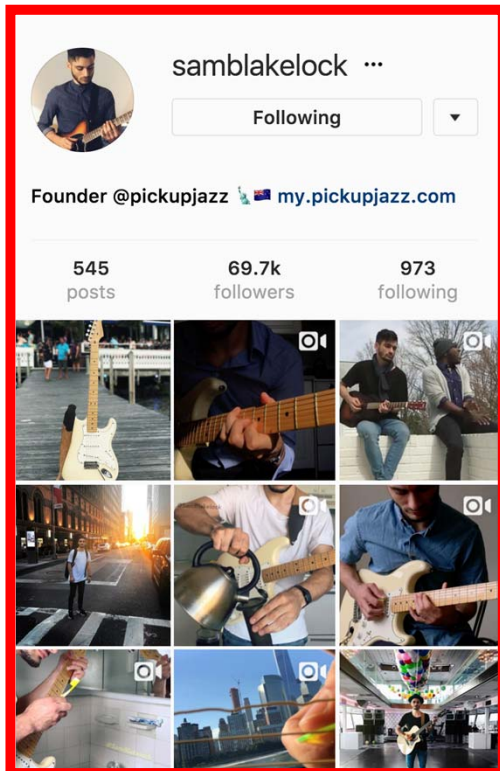 samblakelock •••
Following
Founder @pickupjazz 🗽🇳🇿 my.pickupjazz.com
545 69.7k 973
posts followers following